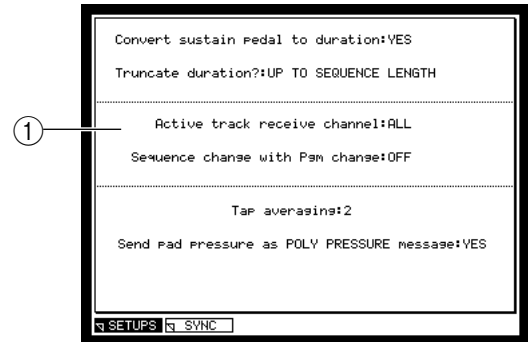 Convert sustain pedal to duration:YES
Truncate duration?:UP TO SEQUENCE LENGTH
1
Active track receive channel:ALL
Sequence change with Pgm change:OFF
Tap averaging:2
Send pad pressure as POLY PRESSURE message:YES
SETUPS SYNC